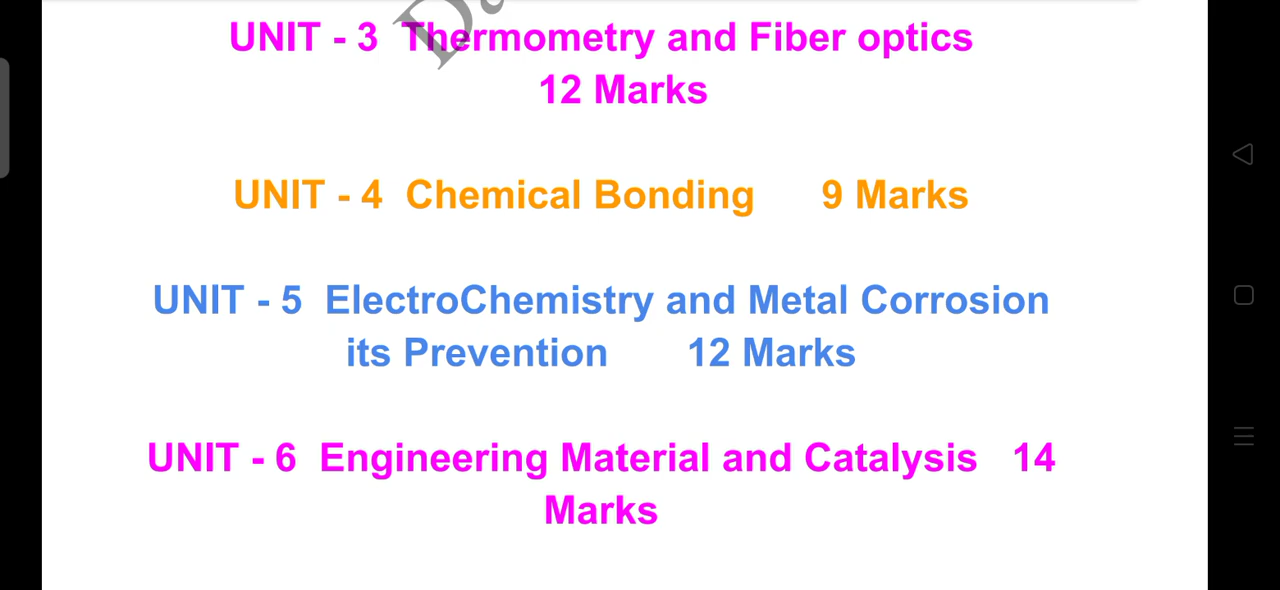 UNIT - 3 Thermometry and Fiber optics
12 Marks
UNIT - 4 Chemical Bonding 9 Marks
UNIT - 5 ElectroChemistry and Metal Corrosion
its Prevention 12 Marks
UNIT - 6 Engineering Material and Catalysis 14
Marks